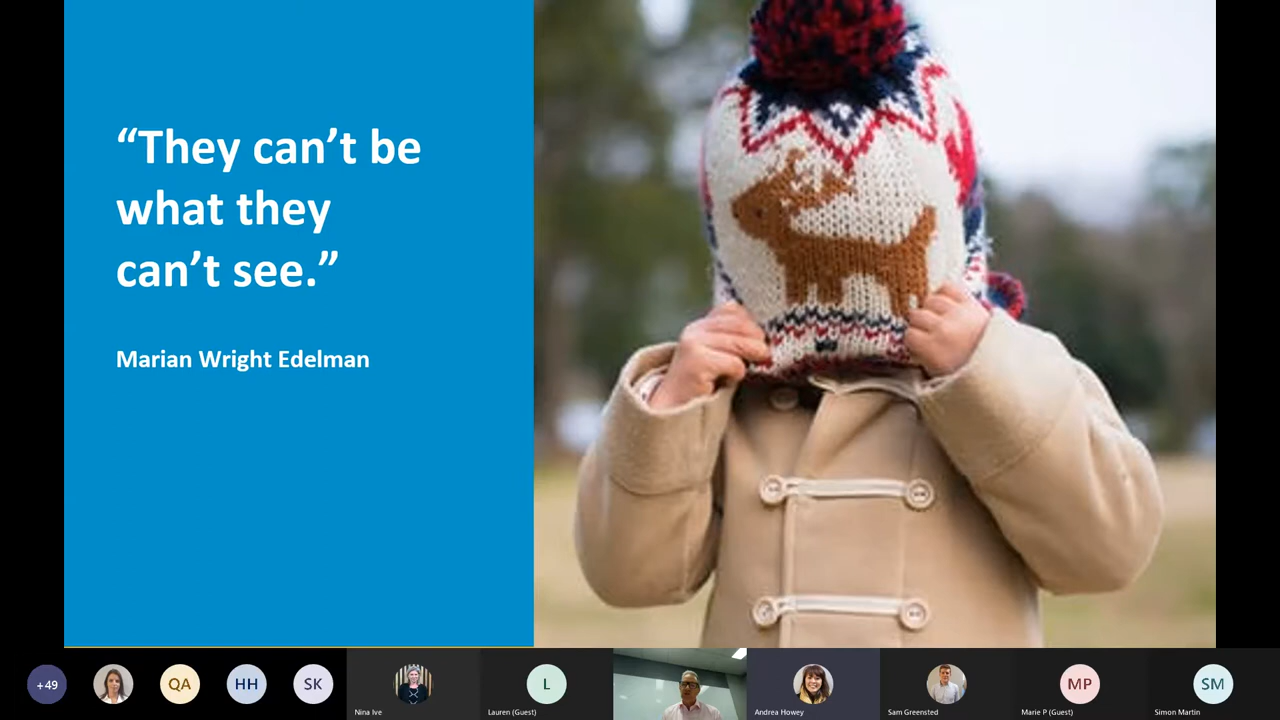 “They can’t be
what they
can’t see.”
Marian Wright Edelman
+49
QA
HH
SK
Nina Ive
L
Lauren (Guest)
Andrea Howey
Sam Greensted
MP
Marie P (Guest)
SM
Simon Martin